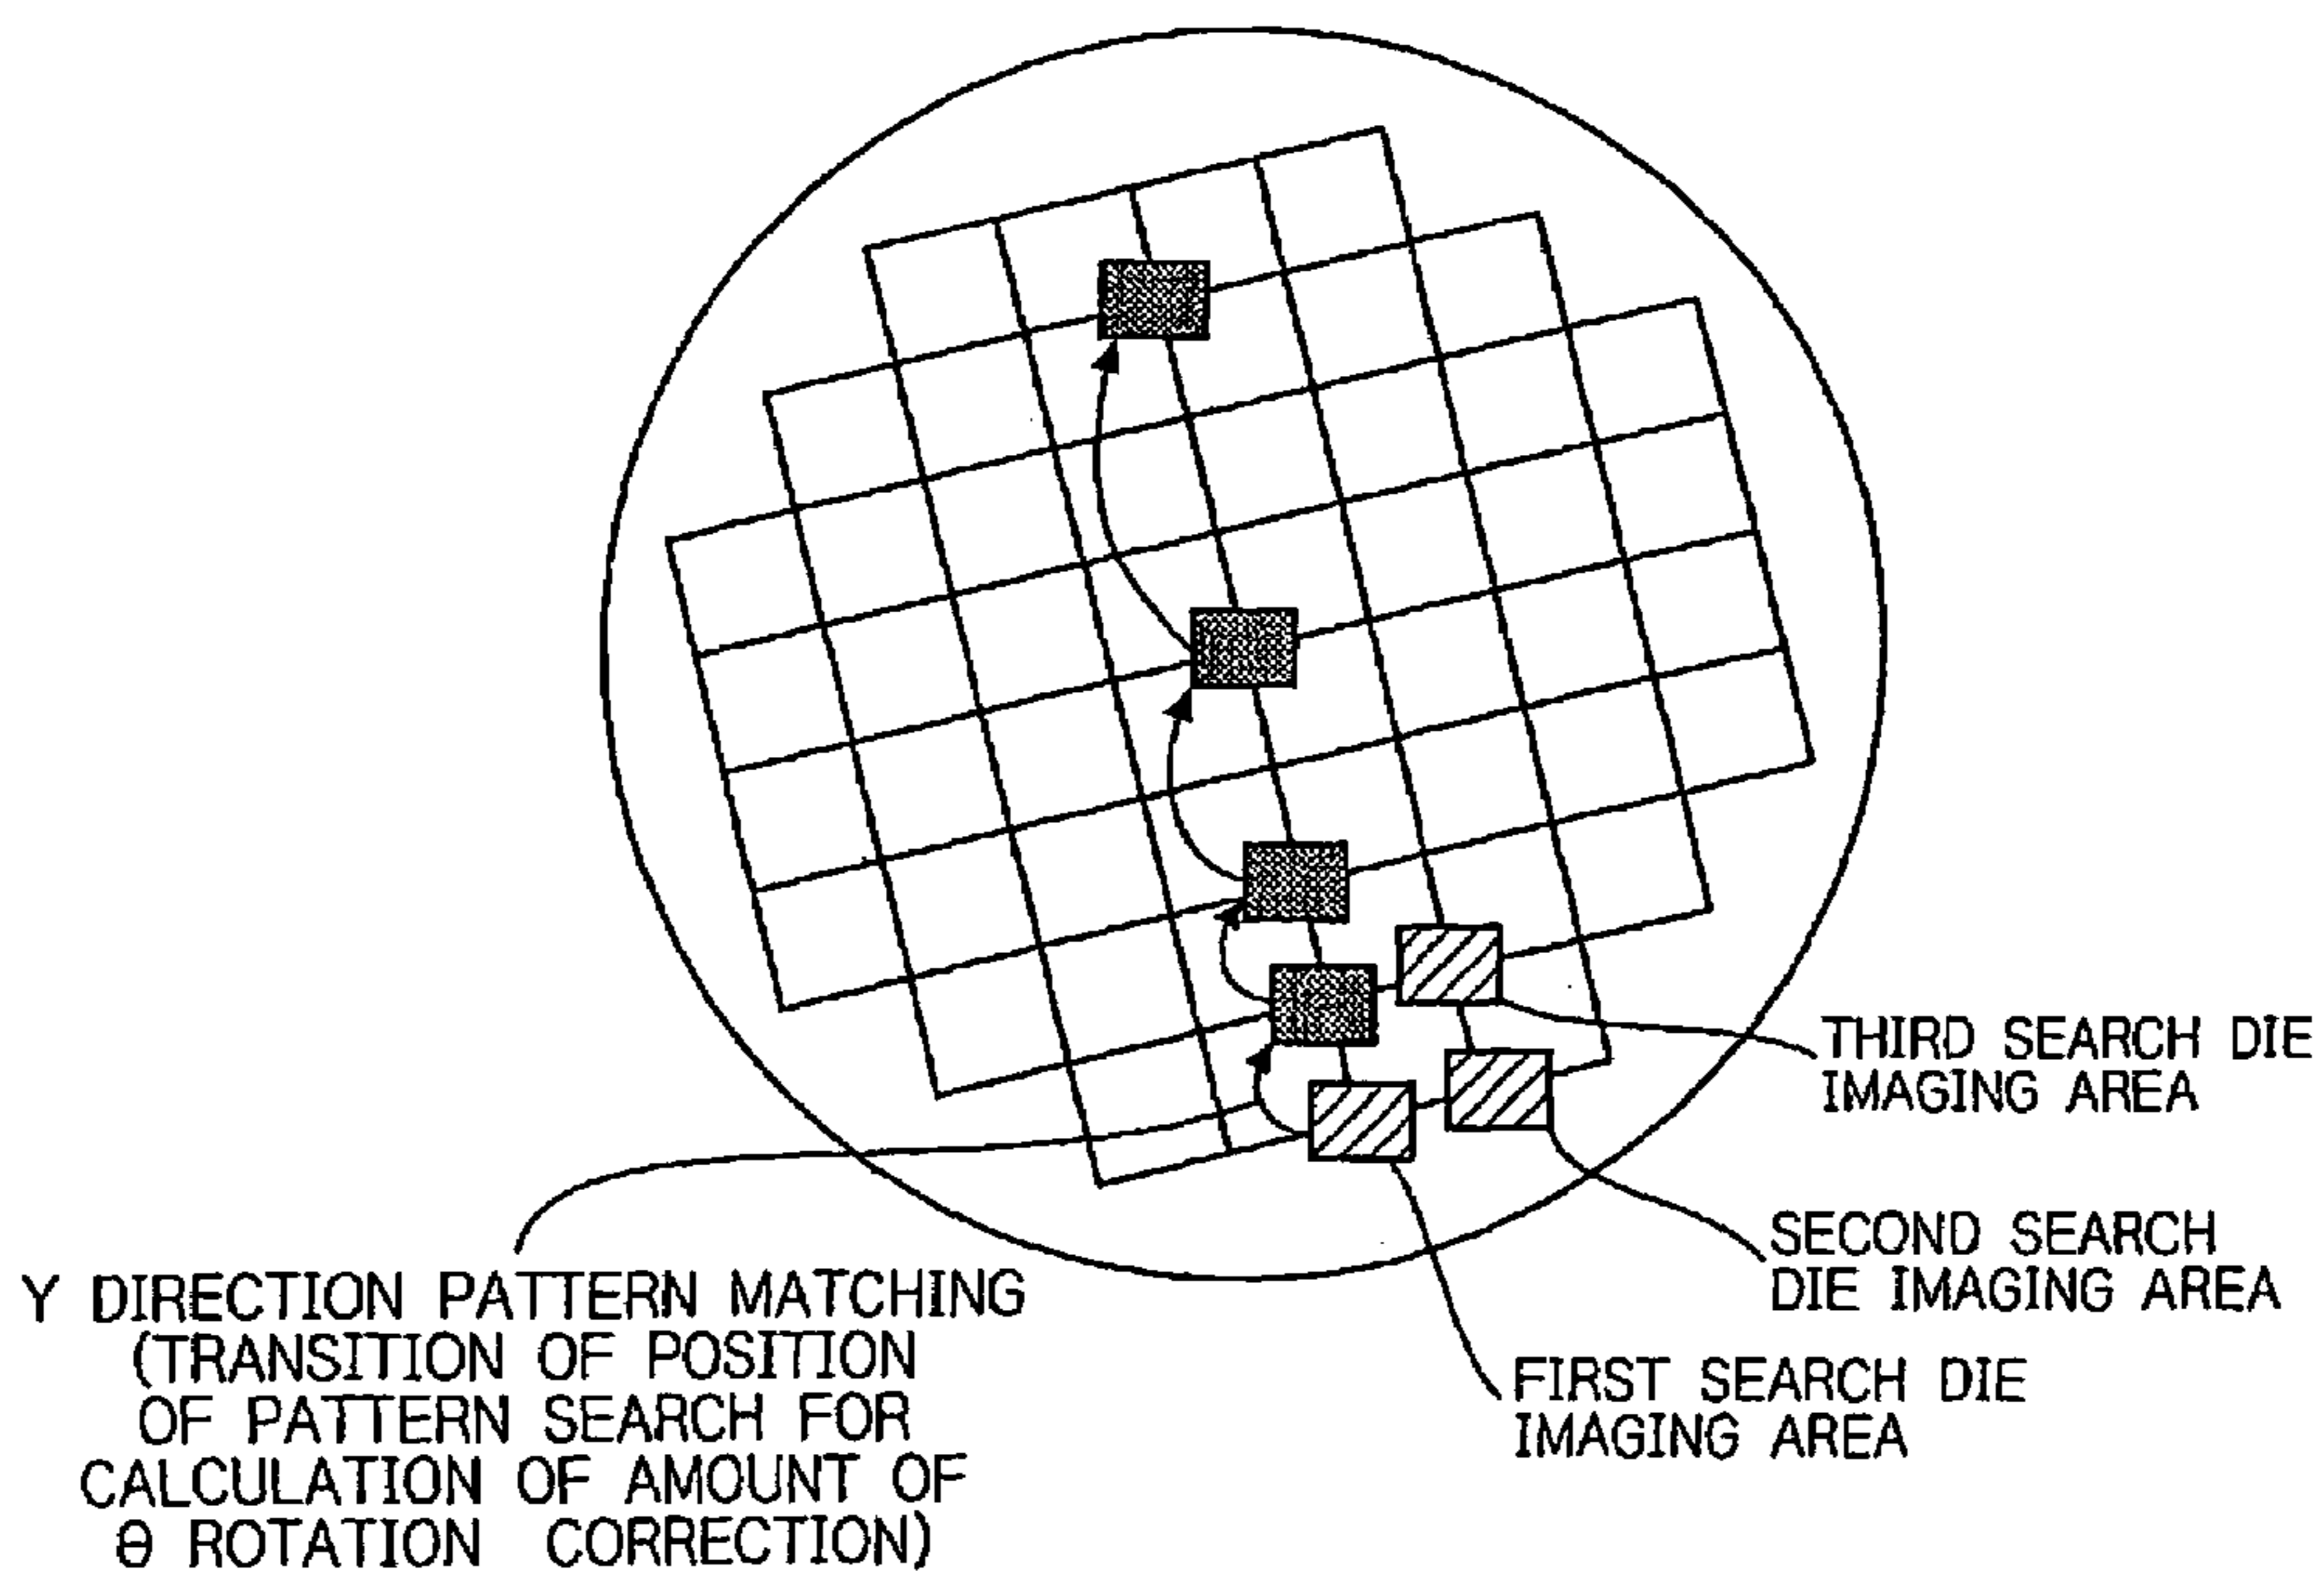 THIRD SEARCH DIE
IMAGING AREA
SECOND SEARCH
DIE IMAGING AREA
FIRST SEARCH DIE
IMAGING AREA
Y DIRECTION PATTERN MATCHING
(TRANSITION OF POSITION
OF PATTERN SEARCH FOR
CALCULATION OF AMOUNT OF
Θ ROTATION CORRECTION)